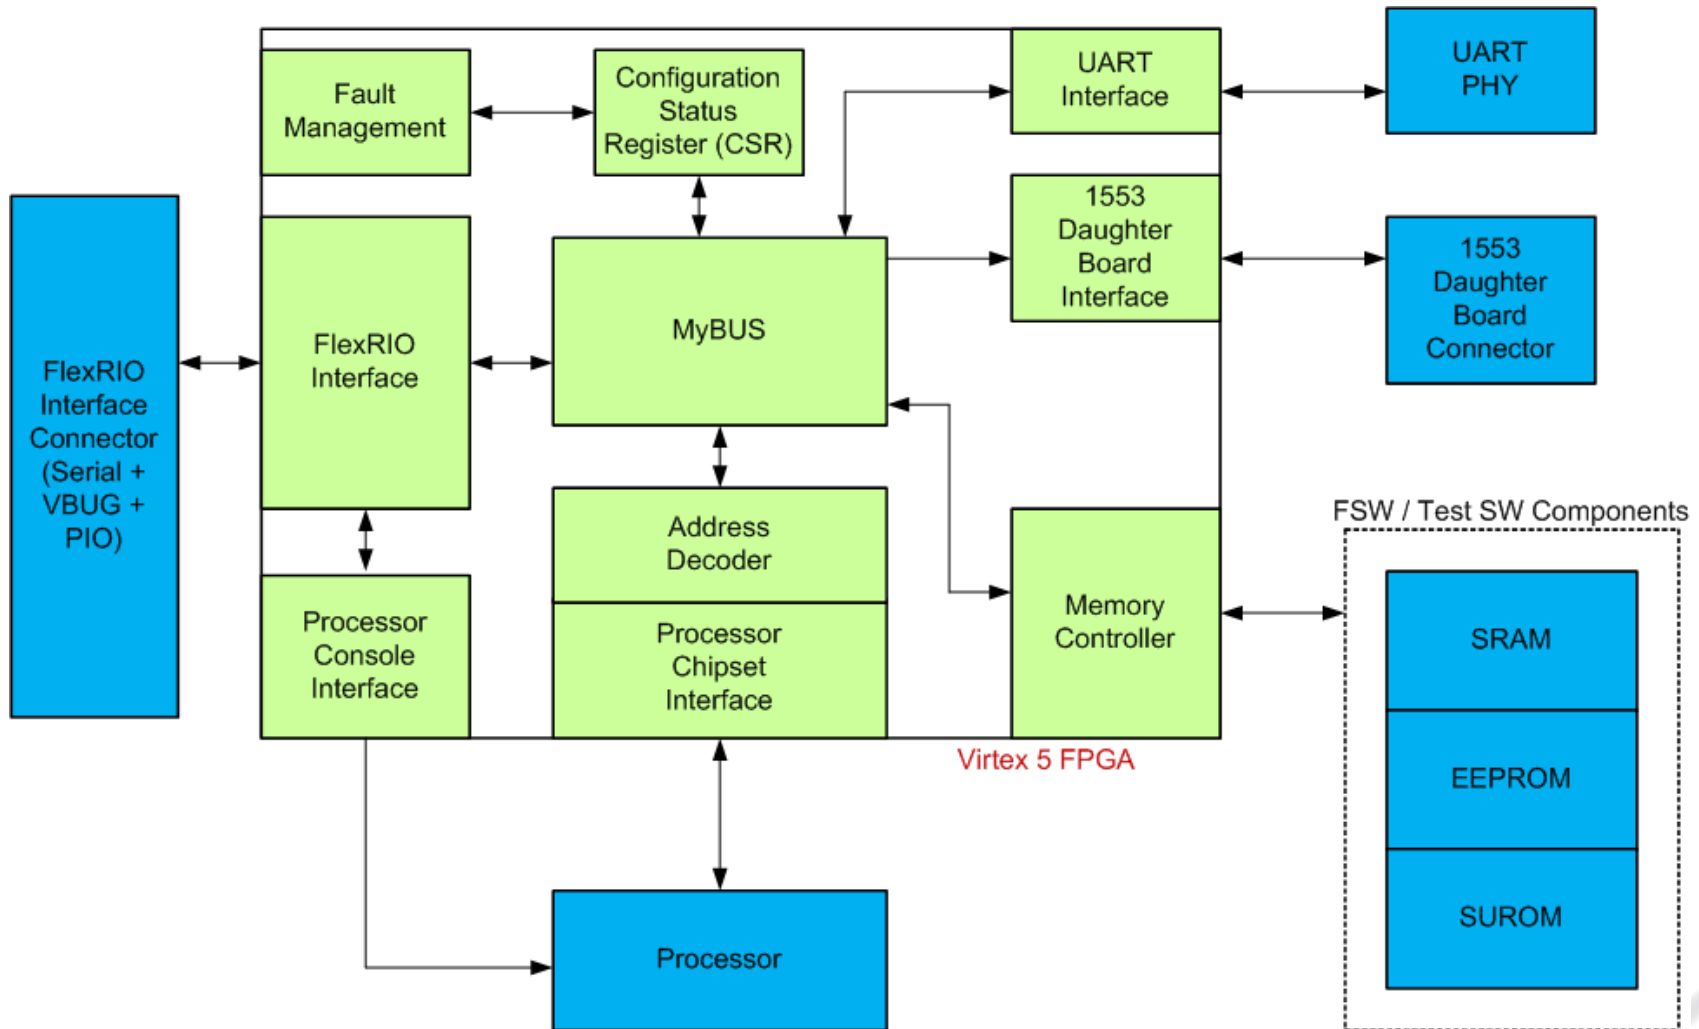 Fault
Management
Configuration
Status
Register (CSR)
UART
Interface
UART
PHY
1553
Daughter
Board
Interface
1553
Daughter
Board
Connector
FlexRIO
Interface
Connector
(Serial +
VBUG +
PIO)
FlexRIO
Interface
MyBUS
Address
Decoder
Processor
Console
Interface
Processor
Chipset
Interface
Memory
Controller
Virtex 5 FPGA
FSW / Test SW Components
SRAM
EEPROM
SUROM
Processor